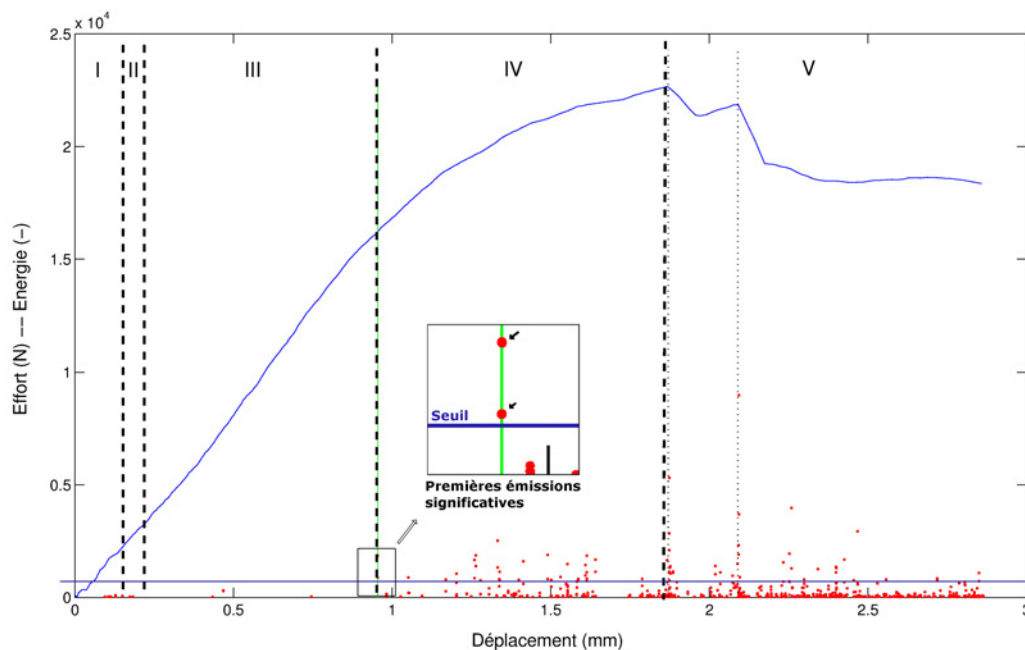 x 10⁴
2.5
2
1.5
1
0.5
0
I II III IV V
Effort (N) −− Energie (−)
Seuil
Premières émissions
significatives
0 0.5 1 1.5 2 2.5 3
Déplacement (mm)